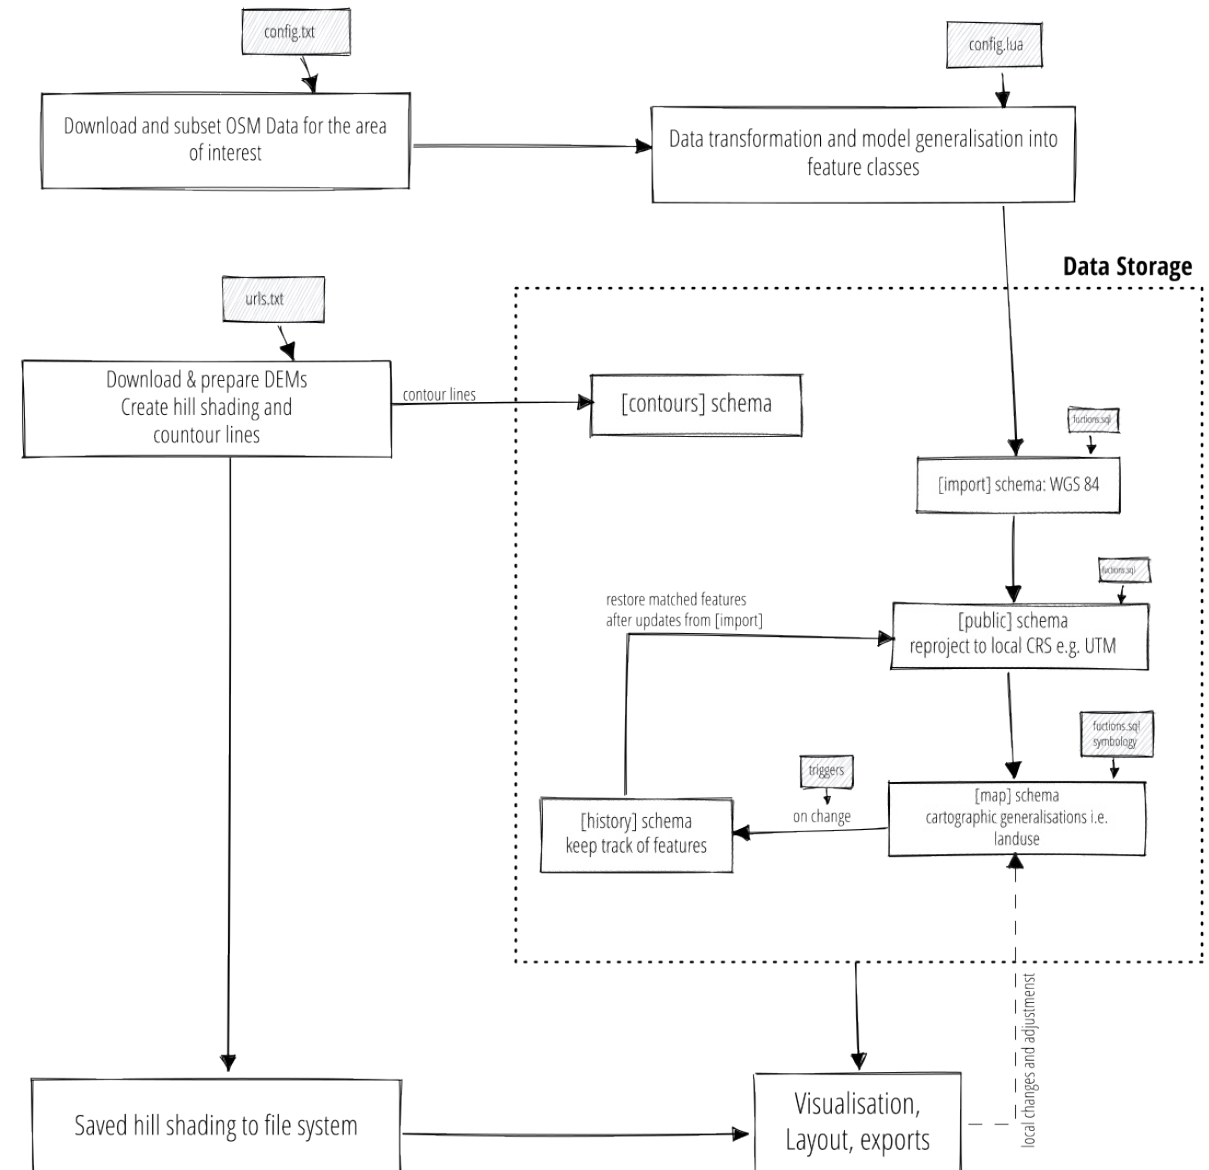 config.txt
config.lua
Download and subset OSM Data for the area
of interest
Data transformation and model generalisation into
feature classes
Data Storage
urls.txt
Download & prepare DEMs
Create hill shading and
countour lines
contour lines
[contours] schema
fuctions.sql
[import] schema: WGS 84
fuctions.sql
restore matched features
after updates from [import]
[public] schema
reproject to local CRS e.g. UTM
fuctions.sql
symbology
triggers
on change
[map] schema
cartographic generalisations i.e.
landuse
[history] schema
keep track of features
local changes and adjustmenst
Saved hill shading to file system
Visualisation,
Layout, exports